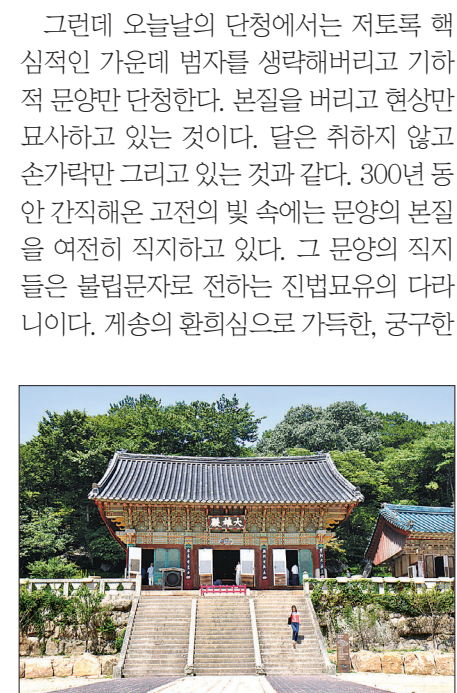 그런데 오늘날의 단청에서는 저토록 핵
심적인 가운데 범자를 생략해버리고 기하
적 문양만 단청한다. 본질을 버리고 현상만
묘사하고 있는 것이다. 달은 취하지 않고
손가락만 그리고 있는 것과 같다. 300년 동
안 간직해온 고전의 빛 속에는 문양의 본질
을 여전히 직지하고 있다. 그 문양의 직지
들은 불립문자로 전하는 진법묘유의 다라
니이다. 게송의 환희심으로 가득한, 궁구한